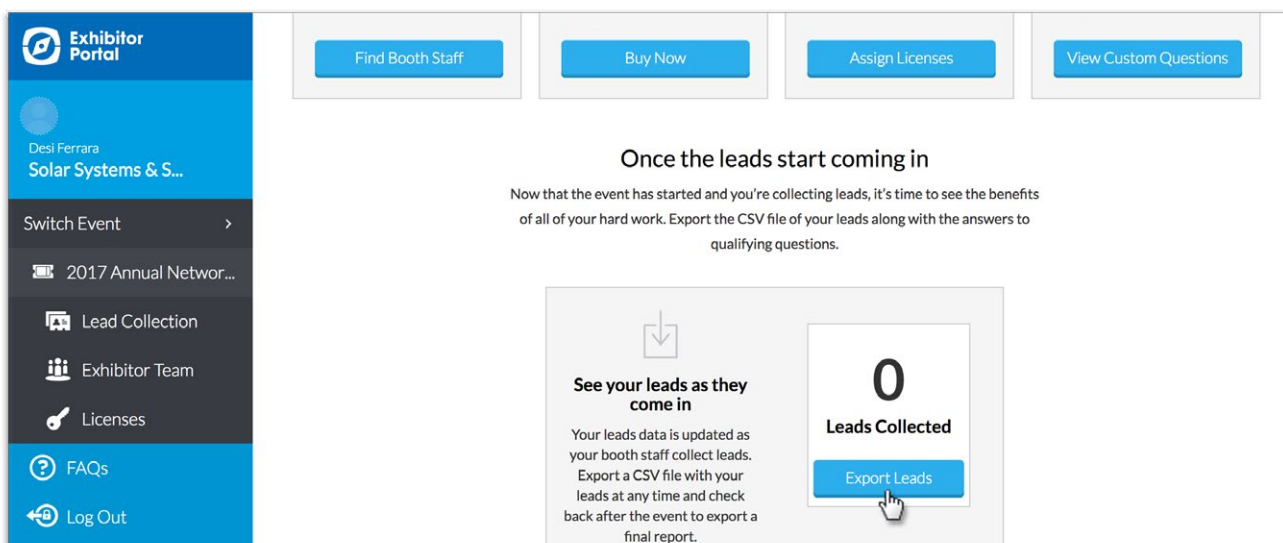 Exhibitor
Portal
Desi Ferrara
Solar Systems & S...
Switch Event
2017 Annual Networ...
Lead Collection
Exhibitor Team
Licenses
FAQs
Log Out
Find Booth Staff
Buy Now
Assign Licenses
View Custom Questions
Once the leads start coming in
Now that the event has started and you're collecting leads, it's time to see the benefits
of all of your hard work. Export the CSV file of your leads along with the answers to
qualifying questions.
See your leads as they
come in
Your leads data is updated as
your booth staff collect leads.
Export a CSV file with your
leads at any time and check
back after the event to export a
final report.
0
Leads Collected
Export Leads